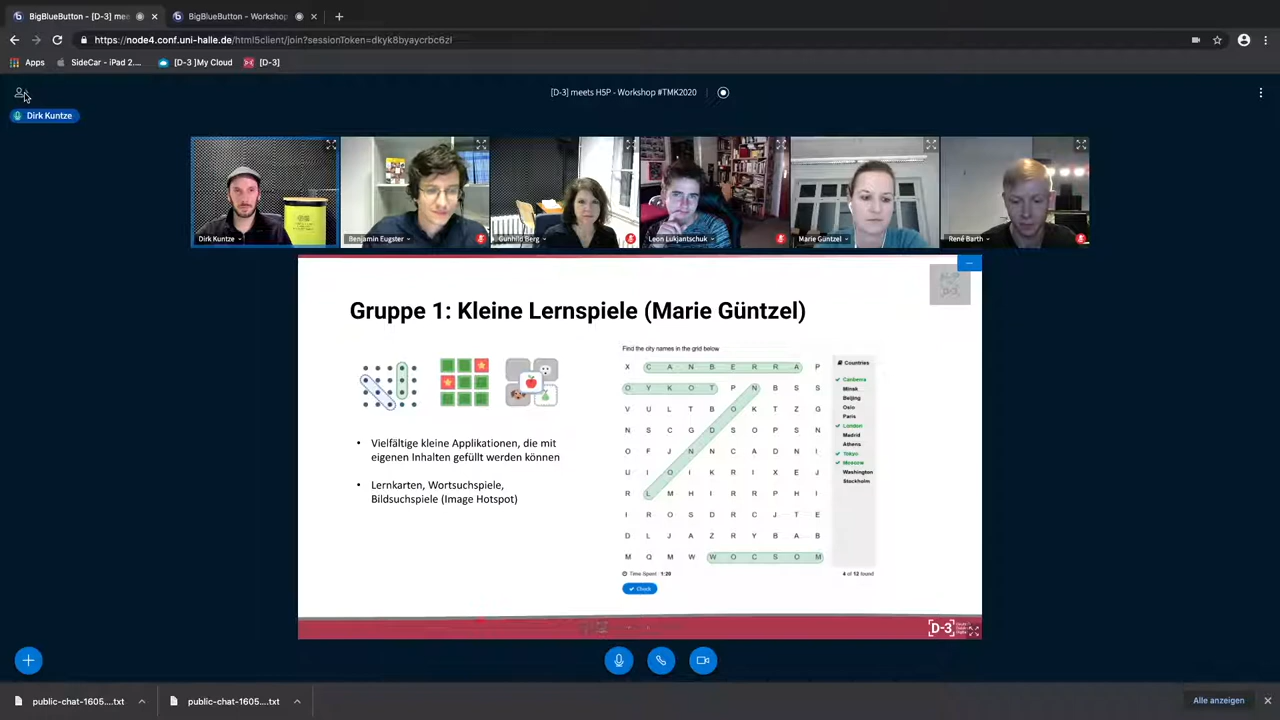 BigBlueButton - [D-3] mee
BigBlueButton - Workshop
https://node4.conf.uni-halle.de/html5client/join?sessionToken=dkyk8byaycrbc6zl
Apps
SideCar - iPad 2....
[D-3 ]My Cloud
[D-3]
[D-3] meets H5P - Workshop #TMK2020
Dirk Kuntze
Dirk Kuntze
Benjamin Eugster
Gunhild Berg
Leon Lukjantschuk
Marie Güntzel
René Barth
Gruppe 1: Kleine Lernspiele (Marie Güntzel)
Vielfältige kleine Applikationen, die mit
eigenen Inhalten gefüllt werden können
Lernkarten, Wortsuchspiele,
Bildsuchspiele (Image Hotspot)
Find the city names in the grid below
X C A N B E R R A P
O Y K O T P N B S S
V U L T B O K T Z G
N S C G D S O P S N
O F J N N C A D N I
U I O I K R I X E J
R L M H I R R P H I
I R O S D R C J T E
D L J A Z R Y B A B
M Q M W W O C S O M
Time Spent 1:20
4 of 12 found
Check
Countries
Canberra
Minsk
Beijing
Oslo
Paris
London
Madrid
Athens
Tokyo
Moscow
Washington
Stockholm
[D-3]
public-chat-1605....txt
public-chat-1605....txt
Alle anzeigen